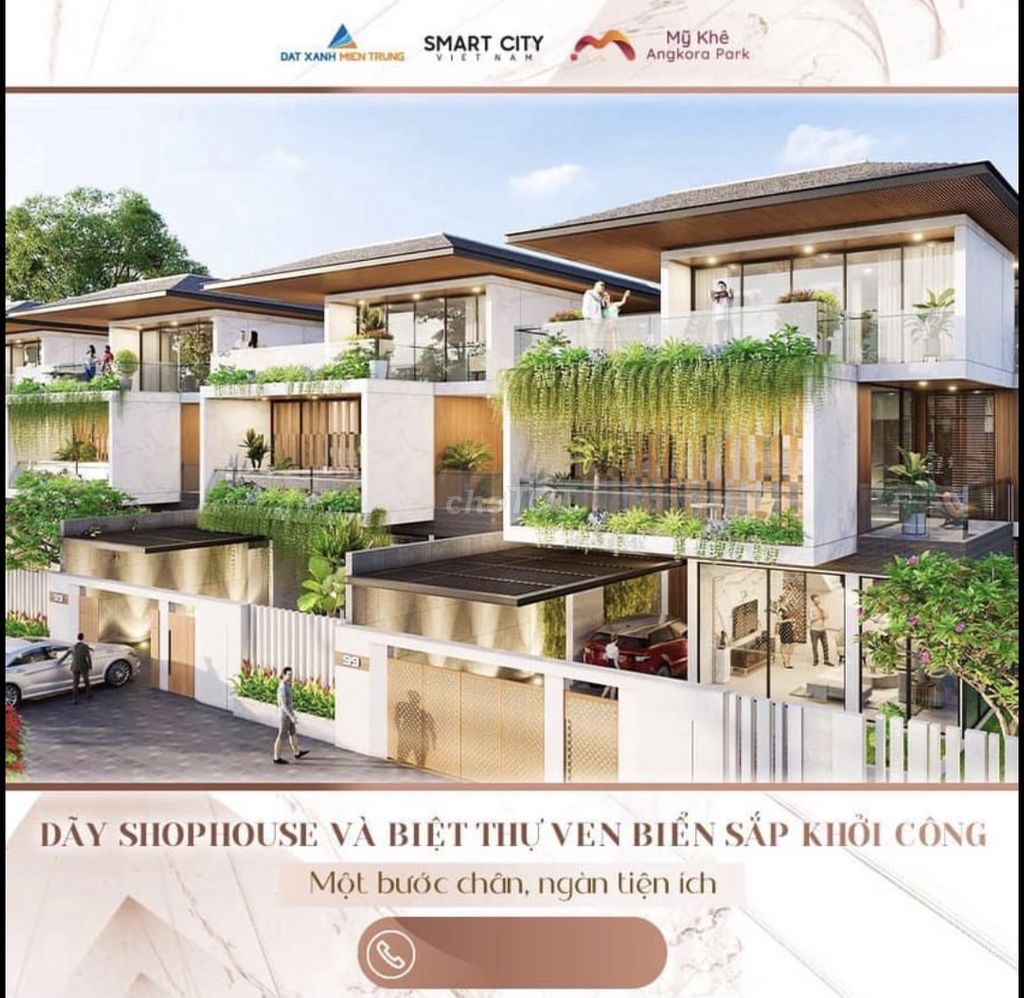 DAT XANH MIEN TRUNG
SMART CITY
VIET NAM
Mỹ Khê
Angkora Park
99
99
DÃY SHOPHOUSE VÀ BIỆT THỰ VEN BIỂN SẮP KHỞI CÔNG
Một bước chân, ngàn tiện ích